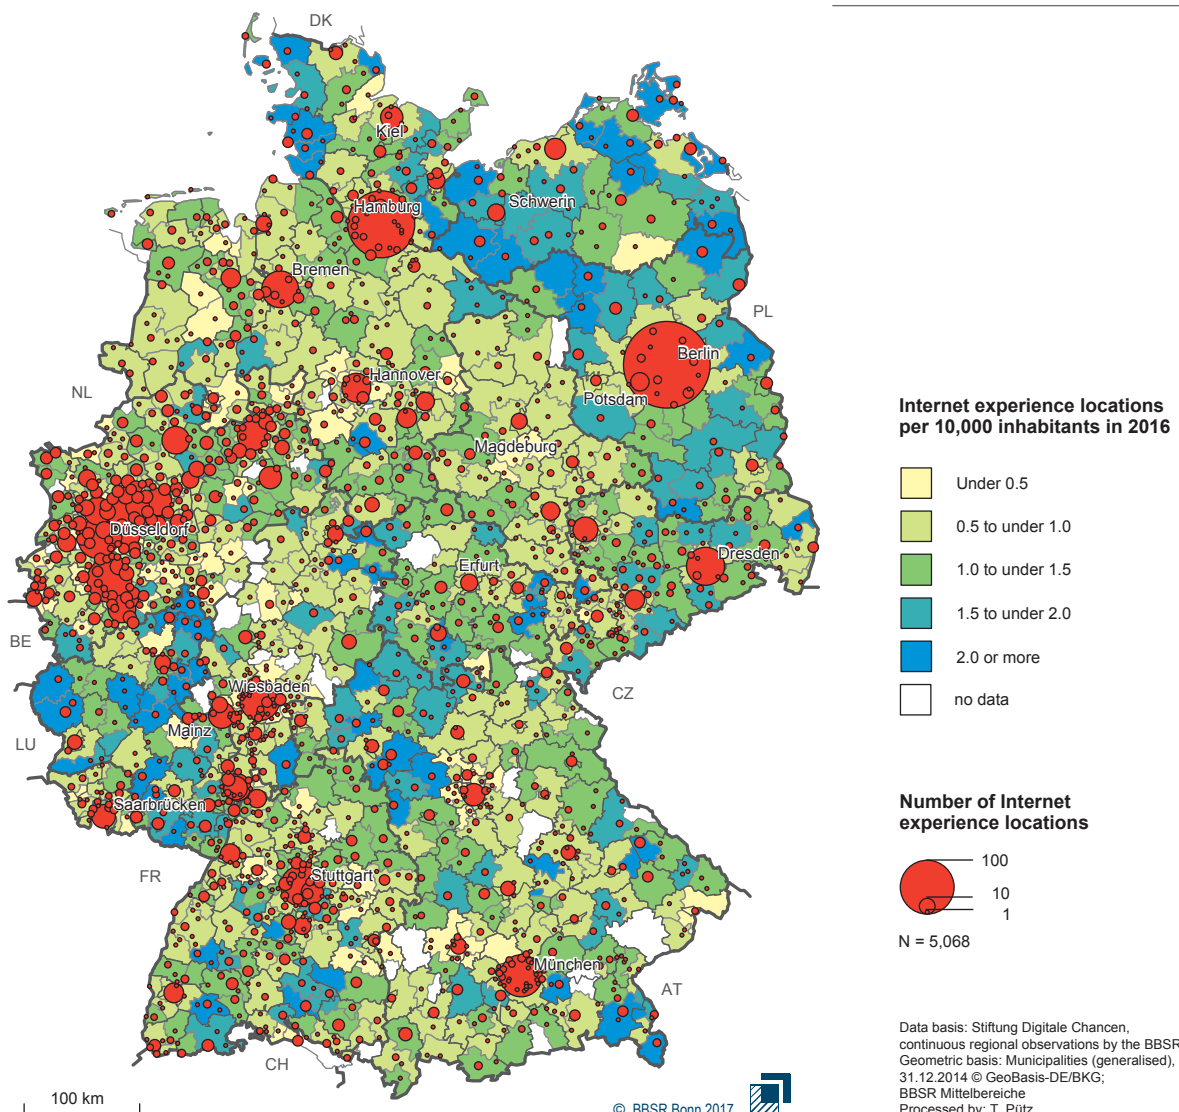 DK
Kiel
Schwerin
Hamburg
Bremen
PL
Berlin
NL
Hannover
Potsdam
Magdeburg
Düsseldorf
Dresden
Erfurt
BE
CZ
Wiesbaden
Mainz
LU
Saarbrücken
FR
Stuttgart
München
AT
CH
100 km
© BBSR Bonn 2017
Internet experience locations
per 10,000 inhabitants in 2016
Under 0.5
0.5 to under 1.0
1.0 to under 1.5
1.5 to under 2.0
2.0 or more
no data
Number of Internet
experience locations
100
10
1
N = 5,068
Data basis: Stiftung Digitale Chancen,
continuous regional observations by the BBSR
Geometric basis: Municipalities (generalised),
31.12.2014 © GeoBasis-DE/BKG;
BBSR Mittelbereiche
Processed by: T. Pütz